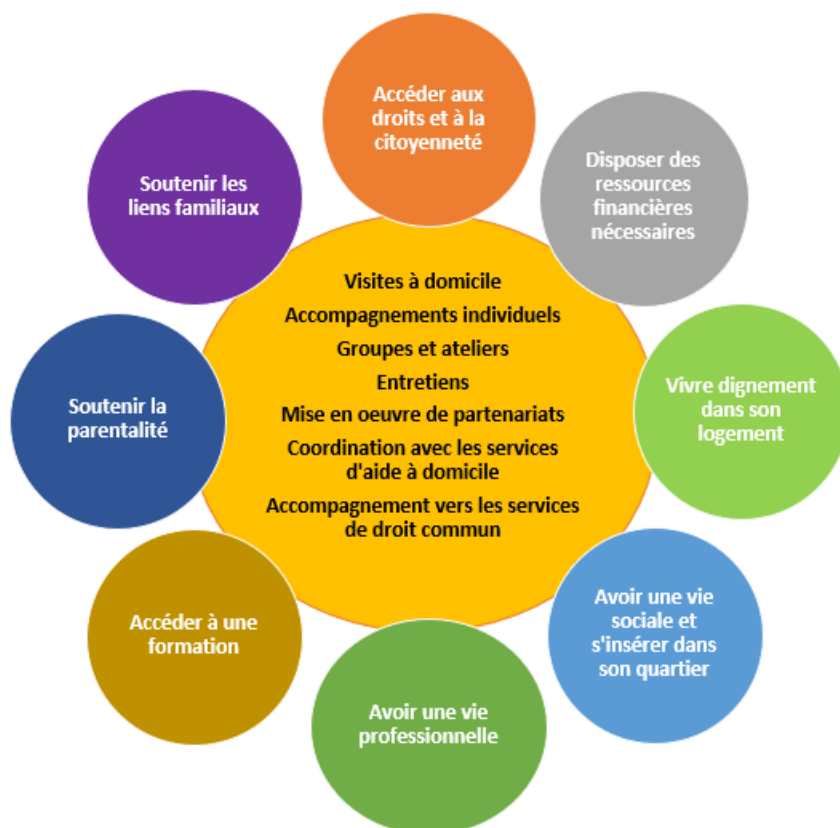 Accéder aux
droits et à la
citoyenneté
Disposer des
ressources
financières
nécessaires
Vivre dignement
dans son
logement
Avoir une vie
sociale et
s'insérer dans
son quartier
Avoir une vie
professionnelle
Accéder à une
formation
Soutenir la
parentalité
Soutenir les
liens familiaux
Visites à domicile
Accompagnements individuels
Groupes et ateliers
Entretiens
Mise en oeuvre de partenariats
Coordination avec les services
d'aide à domicile
Accompagnement vers les services
de droit commun